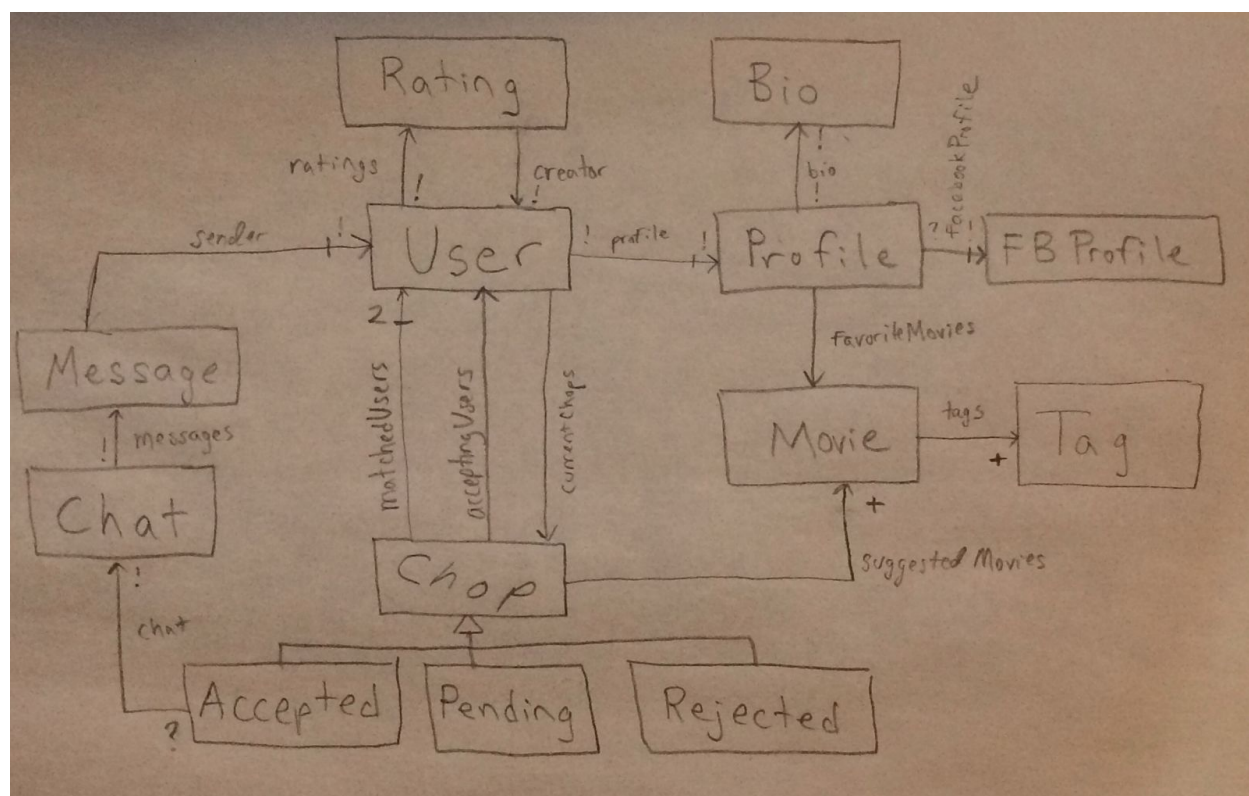 Rating
Bio
ratings
!
creator
!
!
bio
!
facebookProfile
sender
!
User
!
profile
!
Profile
?
!
FB Profile
2
Message
matchedUsers
acceptingUsers
currentChops
FavoriteMovies
!
messages
Movie
tags
+
Tag
Chat
!
chat
Chop
+
suggested Movies
Accepted
?
Pending
Rejected